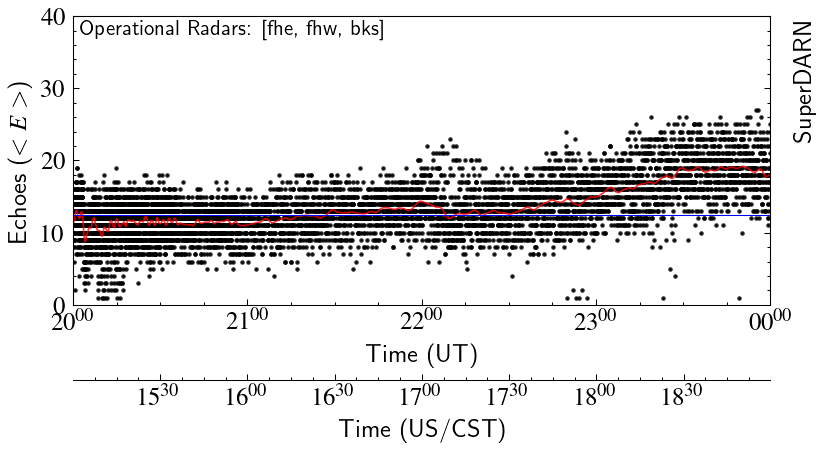 Operational Radars: [fhe, fhw, bks]
SuperDARN
Echoes (< E >)
40
30
20
10
0
20⁰⁰ 21⁰⁰ 22⁰⁰ 23⁰⁰ 00⁰⁰
Time (UT)
15³⁰ 16⁰⁰ 16³⁰ 17⁰⁰ 17³⁰ 18⁰⁰ 18³⁰
Time (US/CST)